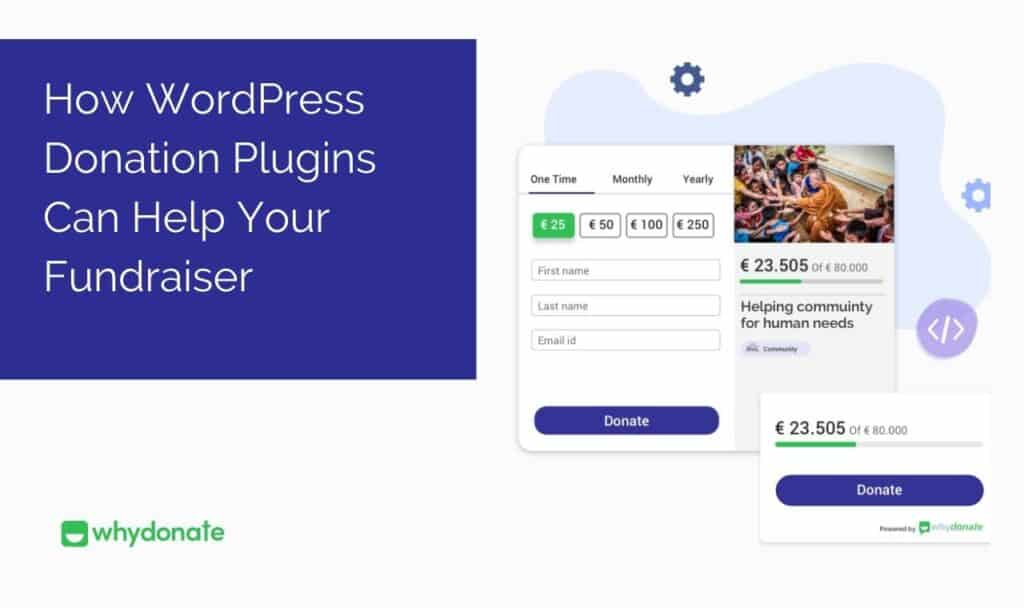 How WordPress
Donation Plugins
Can Help Your
Fundraiser
One Time Monthly Yearly
€ 25 € 50 € 100 € 250
First name
Last name
Email id
Donate
€ 23.505 Of € 80.000
Helping commuinty
for human needs
Community
</>
€ 23.505 Of € 80.000
Donate
Powered by whydonate
whydonate